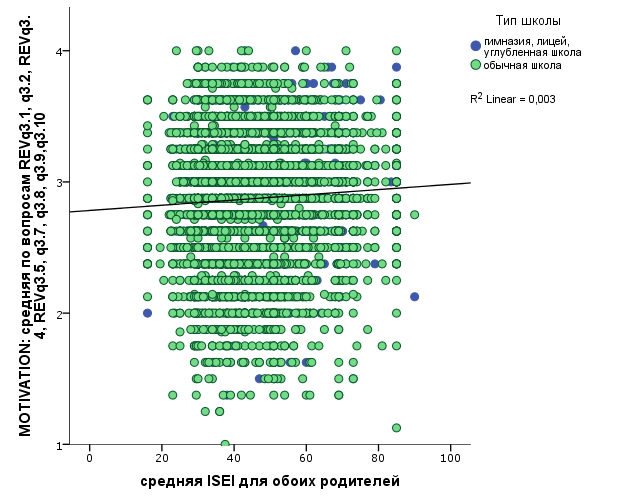 Тип школы
гимназия, лицей,
углубленная школа
обычная школа
R2 Linear = 0,003
MOTIVATION: средняя по вопросам REVq3.1, q3.2, REVq3.
4, REVq3.5, q3.7, q3.8, q3.9,q3.10
4
3
2
1
0
20
40
60
80
100
средняя ISEI для обоих родителей